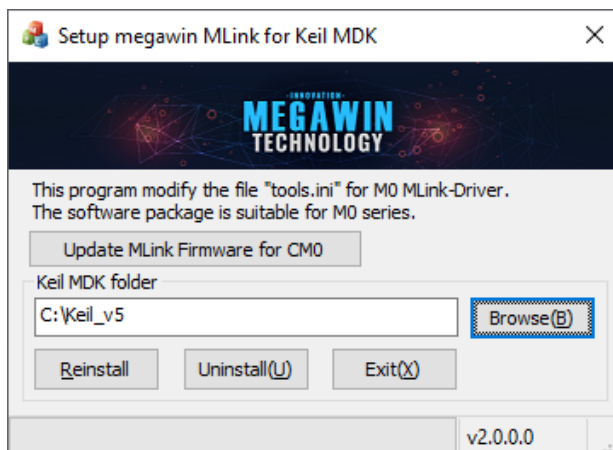 Setup megawin MLink for Keil MDK
·INNOVATION·
MEGAWIN
TECHNOLOGY
This program modify the file "tools.ini" for M0 MLink-Driver.
The software package is suitable for M0 series.
Update MLink Firmware for CM0
Keil MDK folder
C:\Keil_v5
Browse(B)
Reinstall
Uninstall(U)
Exit(X)
v2.0.0.0